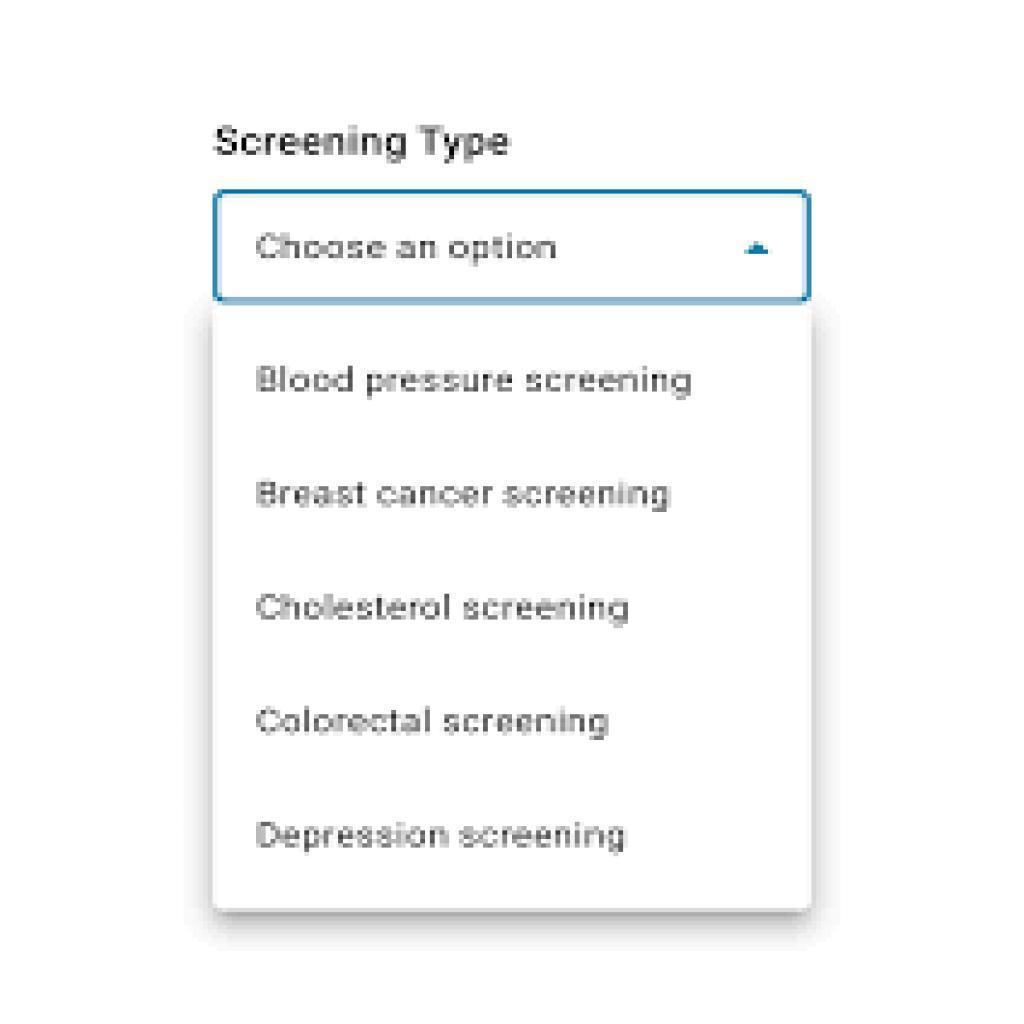 Screening Type
Choose an option
Blood pressure screening
Breast cancer screening
Cholesterol screening
Colorectal screening
Depression screening